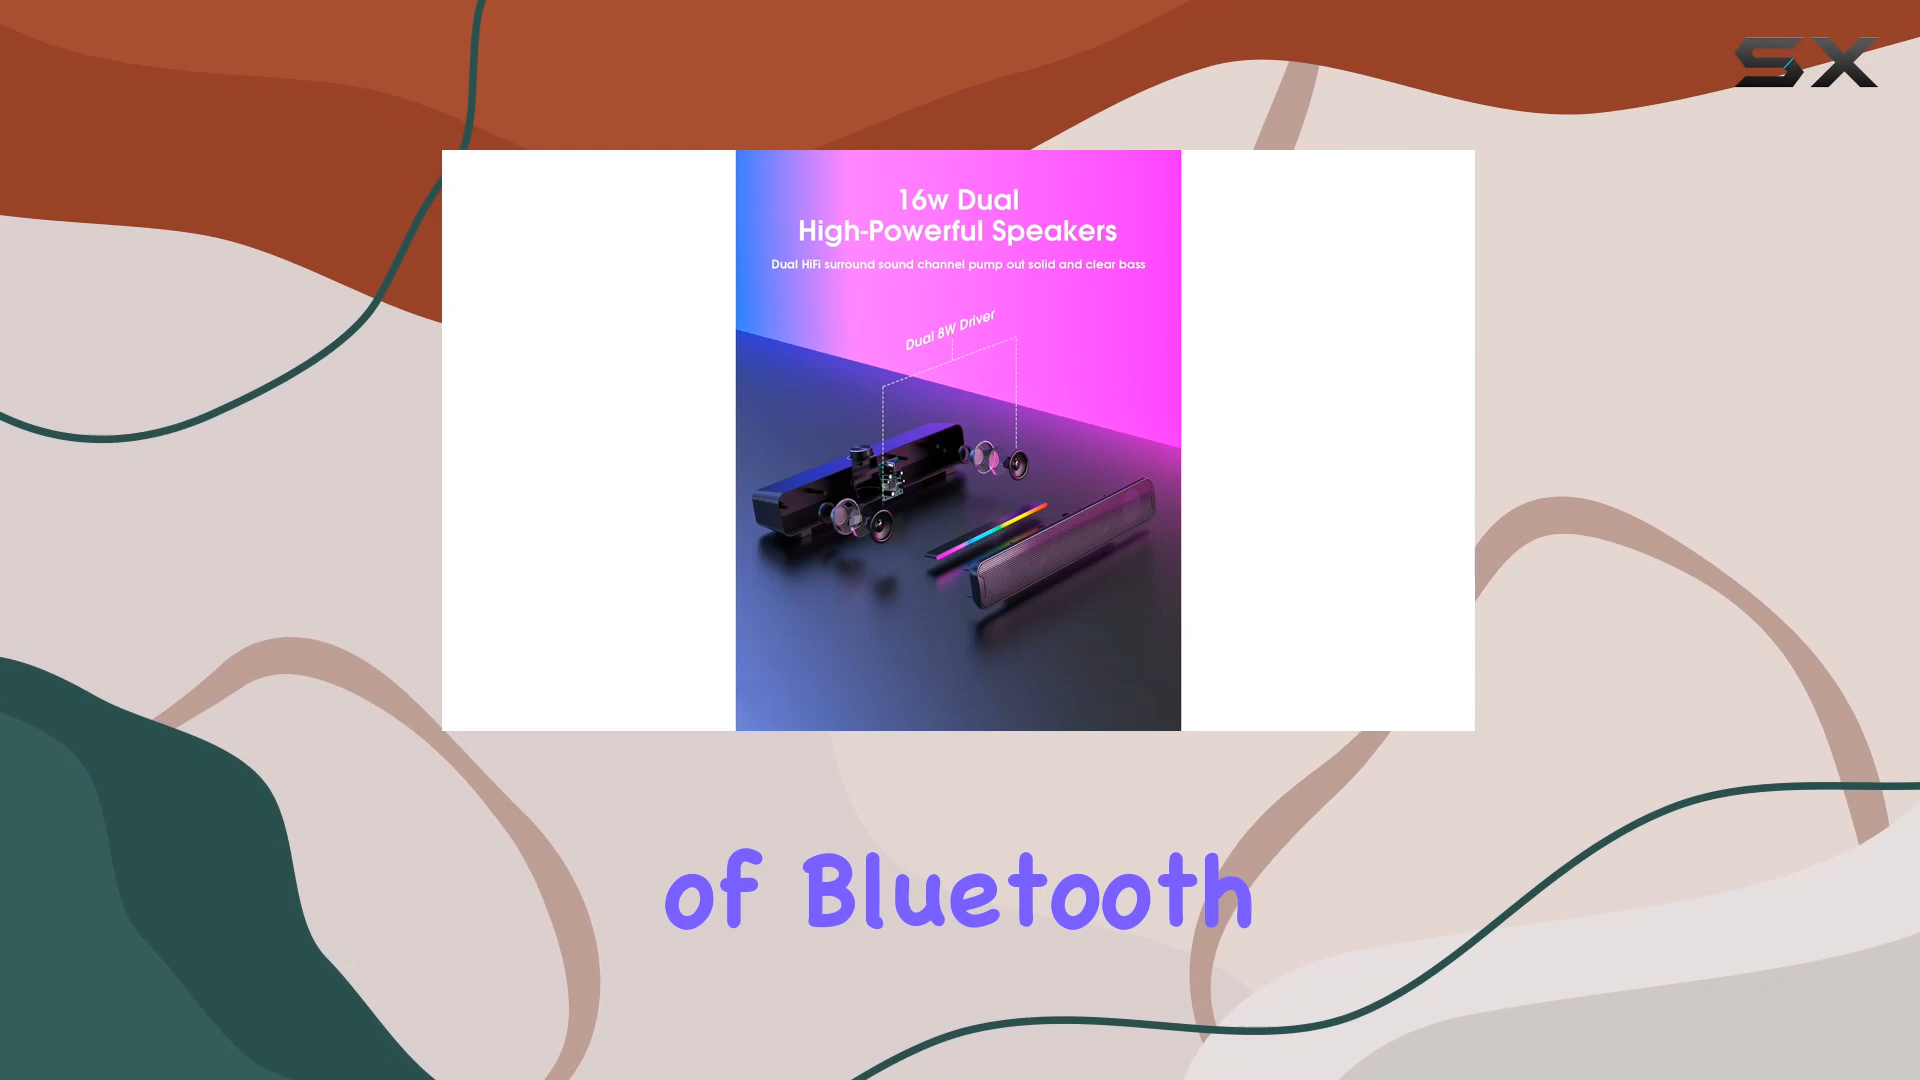 SX
16w Dual
High-Powerful Speakers
Dual HiFi surround sound channel pump out solid and clear bass
Dual 8W Driver
of Bluetooth